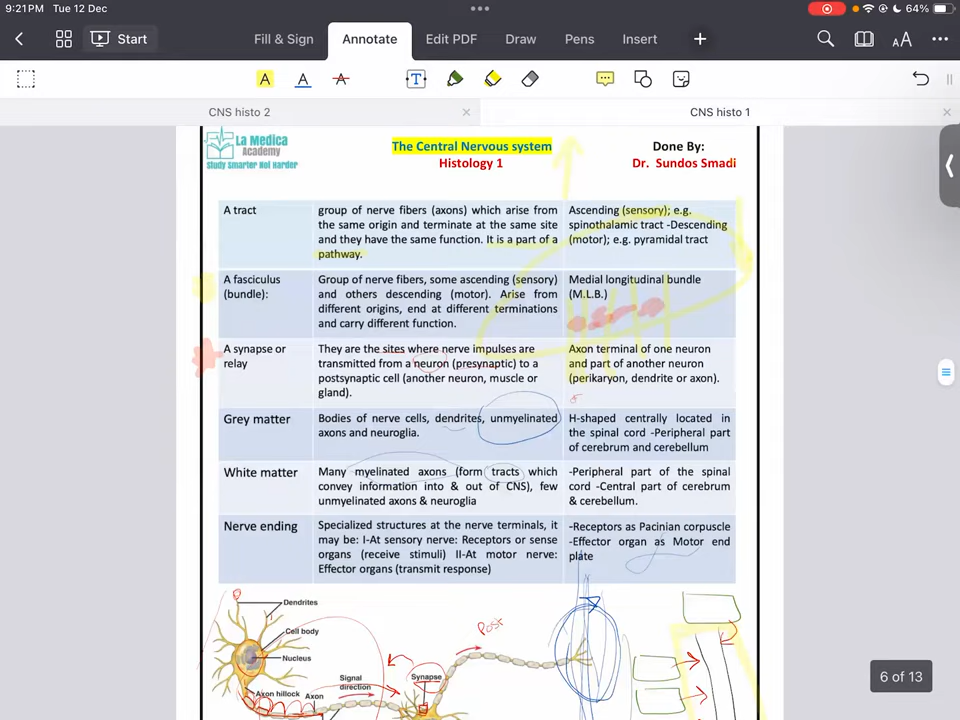 9:21 PM Tue 12 Dec
64%
Start
Fill & Sign
Annotate
Edit PDF
Draw
Pens
Insert
CNS histo 2
CNS histo 1
La Medica
Academy
Study Smarter Not Harder
The Central Nervous system
Histology 1
Done By:
Dr. Sundos Smadi
A tract
group of nerve fibers (axons) which arise from
the same origin and terminate at the same site
and they have the same function. It is a part of a
pathway.
Ascending (sensory); e.g.
spinothalamic tract -Descending
(motor); e.g. pyramidal tract
A fasciculus
(bundle):
Group of nerve fibers, some ascending (sensory)
and others descending (motor). Arise from
different origins, end at different terminations
and carry different function.
Medial longitudinal bundle
(M.L.B.)
A synapse or
relay
They are the sites where nerve impulses are
transmitted from a neuron (presynaptic) to a
postsynaptic cell (another neuron, muscle or
gland).
Axon terminal of one neuron
and part of another neuron
(perikaryon, dendrite or axon).
Grey matter
Bodies of nerve cells, dendrites, unmyelinated
axons and neuroglia.
H-shaped centrally located in
the spinal cord -Peripheral part
of cerebrum and cerebellum
White matter
Many myelinated axons (form tracts which
convey information into & out of CNS), few
unmyelinated axons & neuroglia
-Peripheral part of the spinal
cord -Central part of cerebrum
& cerebellum.
Nerve ending
Specialized structures at the nerve terminals, it
may be: I-At sensory nerve: Receptors or sense
organs (receive stimuli) II-At motor nerve:
Effector organs (transmit response)
-Receptors as Pacinian corpuscle
-Effector organ as Motor end
plate
Dendrites
Cell body
Nucleus
Axon hillock
Axon
Signal
direction
Synapse
Post
6 of 13